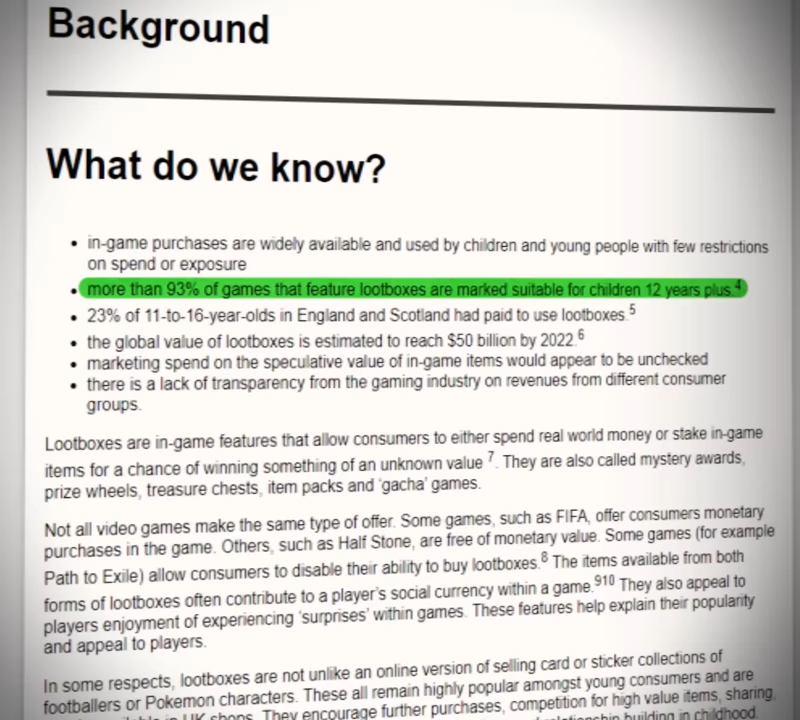 Background
What do we know?
• in-game purchases are widely available and used by children and young people with few restrictions
on spend or exposure
• more than 93% of games that feature lootboxes are marked suitable for children 12 years plus.4
• 23% of 11-to-16-year-olds in England and Scotland had paid to use lootboxes.5
• the global value of lootboxes is estimated to reach $50 billion by 2022.6
• marketing spend on the speculative value of in-game items would appear to be unchecked
• there is a lack of transparency from the gaming industry on revenues from different consumer
groups.
Lootboxes are in-game features that allow consumers to either spend real world money or stake in-game
items for a chance of winning something of an unknown value 7. They are also called mystery awards,
prize wheels, treasure chests, item packs and ‘gacha’ games.
Not all video games make the same type of offer. Some games, such as FIFA, offer consumers monetary
purchases in the game. Others, such as Half Stone, are free of monetary value. Some games (for example
Path to Exile) allow consumers to disable their ability to buy lootboxes.8 The items available from both
forms of lootboxes often contribute to a player’s social currency within a game.910 They also appeal to
players enjoyment of experiencing ‘surprises’ within games. These features help explain their popularity
and appeal to players.
In some respects, lootboxes are not unlike an online version of selling card or sticker collections of
footballers or Pokemon characters. These all remain highly popular amongst young consumers and are
in UK shops. They encourage further purchases, competition for high value items, sharing,
relationship building in childhood